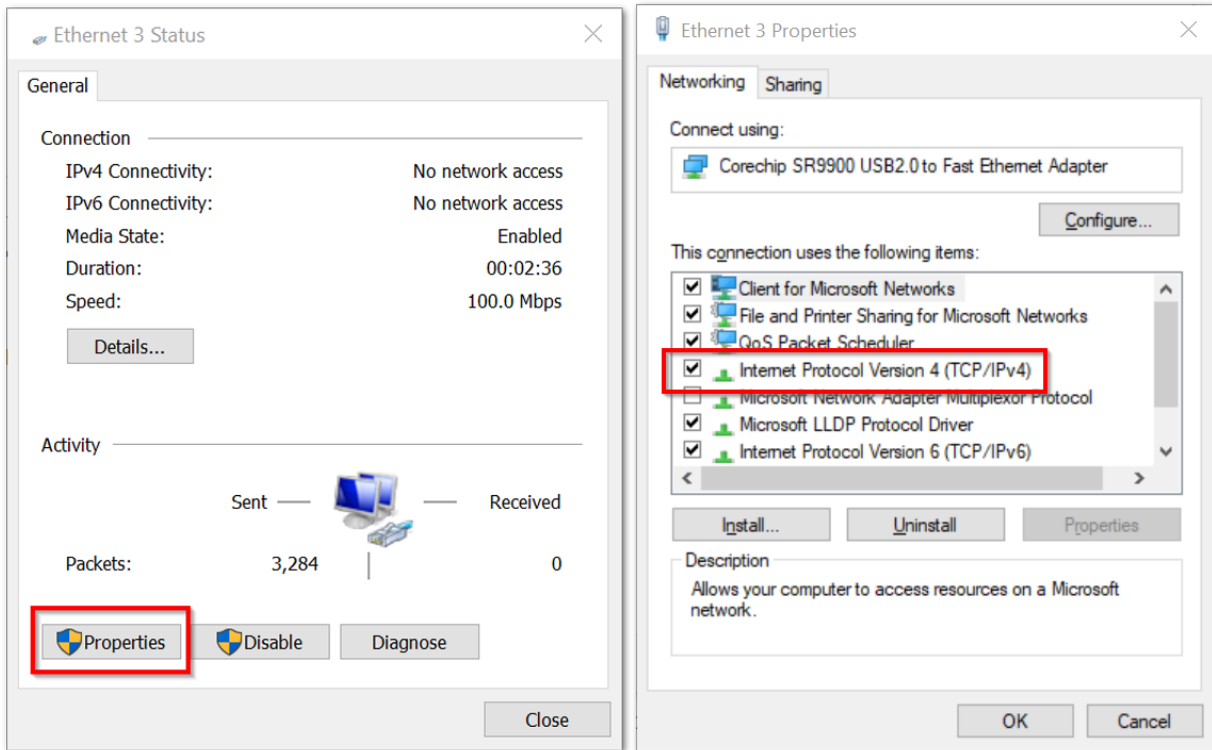 Ethernet 3 Status
General
Connection
IPv4 Connectivity: No network access
IPv6 Connectivity: No network access
Media State: Enabled
Duration: 00:02:36
Speed: 100.0 Mbps
Details...
Activity
Sent Received
Packets: 3,284 0
Properties Disable Diagnose
Close
Ethernet 3 Properties
Networking Sharing
Connect using:
Corechip SR9900 USB2.0 to Fast Ethernet Adapter
Configure...
This connection uses the following items:
Client for Microsoft Networks
File and Printer Sharing for Microsoft Networks
QoS Packet Scheduler
Internet Protocol Version 4 (TCP/IPv4)
Microsoft Network Adapter Multiplexor Protocol
Microsoft LLDP Protocol Driver
Internet Protocol Version 6 (TCP/IPv6)
Install... Uninstall Properties
Description
Allows your computer to access resources on a Microsoft
network.
OK Cancel